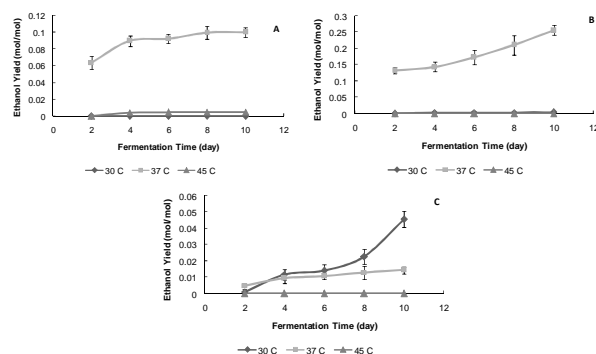 A
Ethanol Yield (mol/mol)
0.12
0.1
0.08
0.06
0.04
0.02
0
0 2 4 6 8 10 12
Fermentation Time (day)
30 C 37 C 45 C
B
Ethanol Yield (mol/mol)
0.3
0.25
0.2
0.15
0.1
0.05
0
0 2 4 6 8 10 12
Fermentation Time (day)
30 C 37 C 45 C
C
Ethanol Yield (mol/mol)
0.06
0.05
0.04
0.03
0.02
0.01
0
0 2 4 6 8 10 12
Fermentation Time (day)
30 C 37 C 45 C